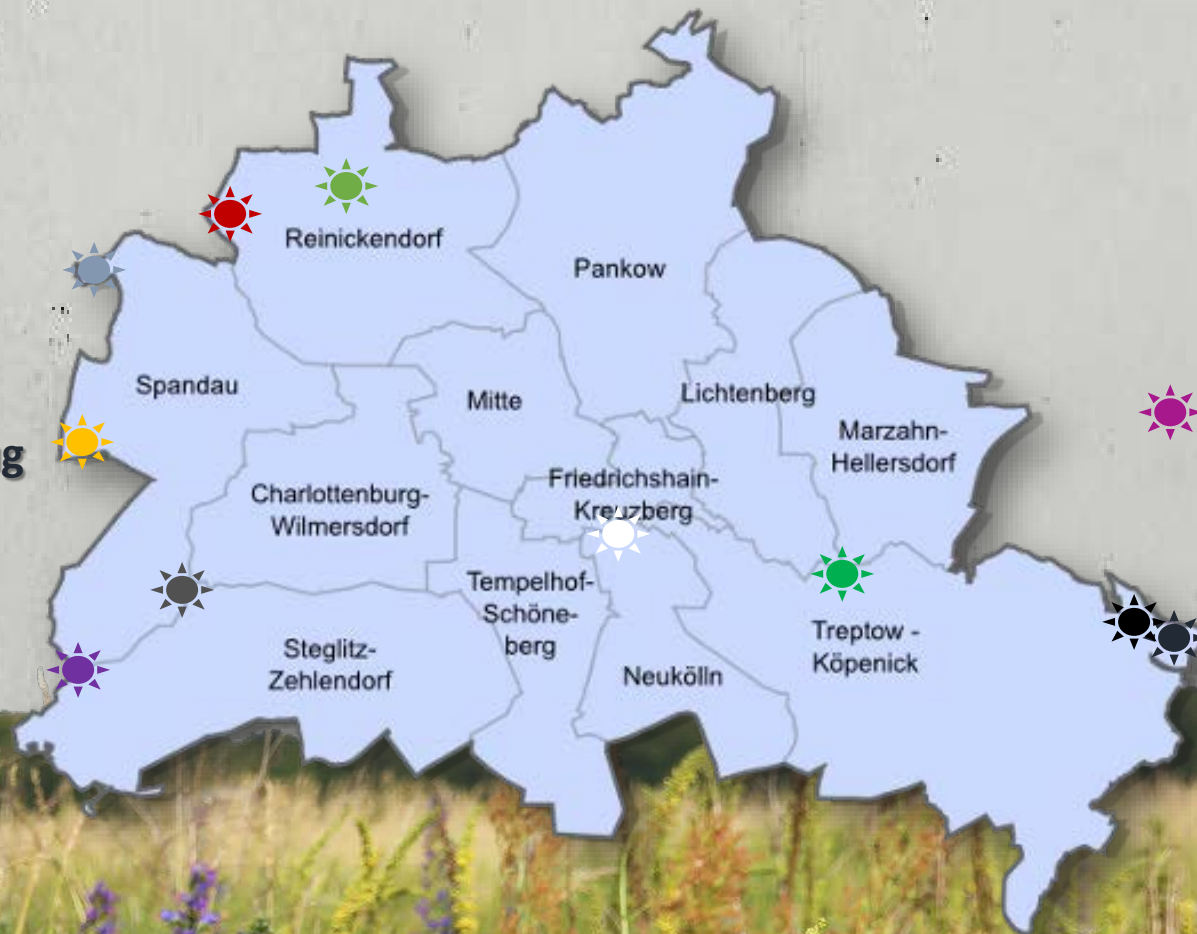 Reinickendorf
Pankow
Spandau
Mitte
Lichtenberg
Marzahn-
Hellersdorf
g
Friedrichshain-
Kreuzberg
Charlottenburg-
Wilmersdorf
Tempelhof-
Schöne-
berg
Treptow -
Köpenick
Steglitz-
Zehlendorf
Neukölln